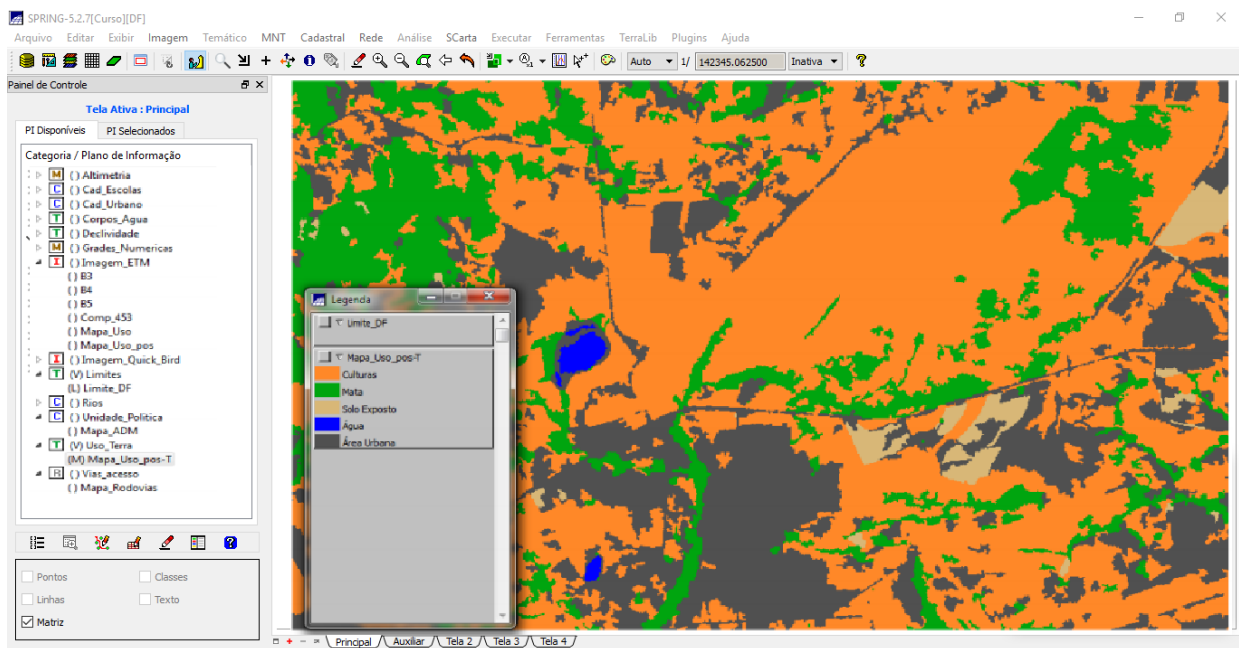 SPRING-5.2.7[Curso][DF]
Arquivo Editar Exibir Imagem Temático MNT Cadastral Rede Análise SCarta Executar Ferramentas TerraLib Plugins Ajuda
Auto 1/ 142345.062500 Inativa
Painel de Controle
Tela Ativa : Principal
PI Disponíveis PI Selecionados
Categoria / Plano de Informação
M ( ) Altimetria
C ( ) Cad_Escolas
C ( ) Cad_Urbano
T ( ) Corpos_Agua
T ( ) Declividade
M ( ) Grades_Numericas
I ( ) Imagem_ETM
( ) B3
( ) B4
( ) B5
( ) Comp_453
( ) Mapa_Uso
( ) Mapa_Uso_pos
I ( ) Imagem_Quick_Bird
T (V) Limites
(L) Limite_DF
C ( ) Rios
C ( ) Unidade_Politica
( ) Mapa_ADM
T (V) Uso_Terra
(M) Mapa_Uso_pos-T
R ( ) Vias_acesso
( ) Mapa_Rodovias
Pontos Classes
Linhas Texto
Matriz
Legenda
T Limite_DF
T Mapa_Uso_pos-T
Culturas
Mata
Solo Exposto
Água
Área Urbana
Principal Auxiliar Tela 2 Tela 3 Tela 4